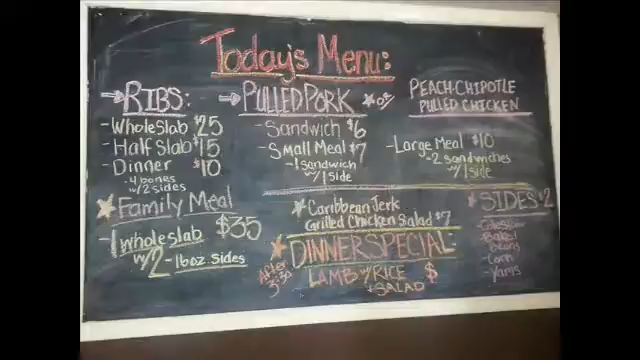 Today's Menu:
RIBS:
-Whole Slab $25
-Half Slab $15
-Dinner $10
·4 bones
w/2 sides
Family Meal
-1 whole slab $35
w/2-16oz. sides
PULLED PORK or
-Sandwich $6
-Small Meal $7
·1 sandwich
w/1 side
PEACH-CHIPOTLE
PULLED CHICKEN
-Large Meal $10
·2 sandwiches
w/1 side
Caribbean Jerk
Grilled Chicken Salad $7
DINNER SPECIAL:
After
5:30
LAMB w/RICE $
+SALAD
SIDES $2
-Coleslaw
-Baked
beans
-Corn
-Yams